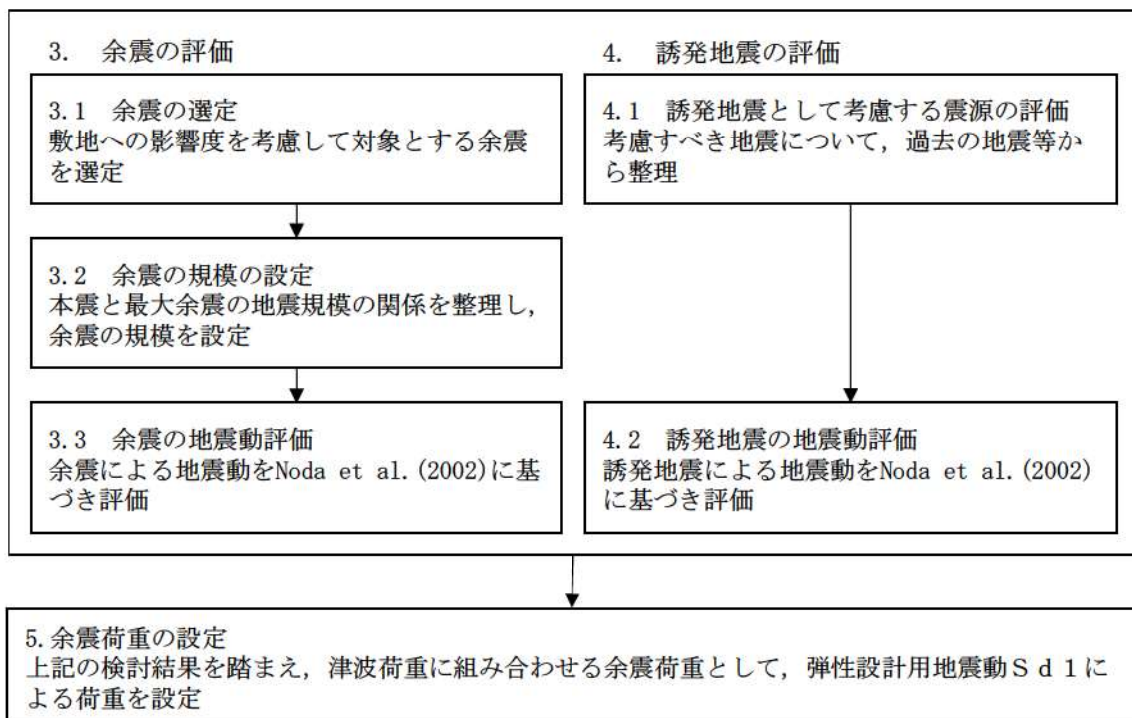 3. 余震の評価
3.1 余震の選定
敷地への影響度を考慮して対象とする余震
を選定
3.2 余震の規模の設定
本震と最大余震の地震規模の関係を整理し，
余震の規模を設定
3.3 余震の地震動評価
余震による地震動をNoda et al.(2002)に基
づき評価
4. 誘発地震の評価
4.1 誘発地震として考慮する震源の評価
考慮すべき地震について，過去の地震等か
ら整理
4.2 誘発地震の地震動評価
誘発地震による地震動をNoda et al.(2002)
に基づき評価
5.余震荷重の設定
上記の検討結果を踏まえ，津波荷重に組み合わせる余震荷重として，弾性設計用地震動Ｓｄ１に
よる荷重を設定